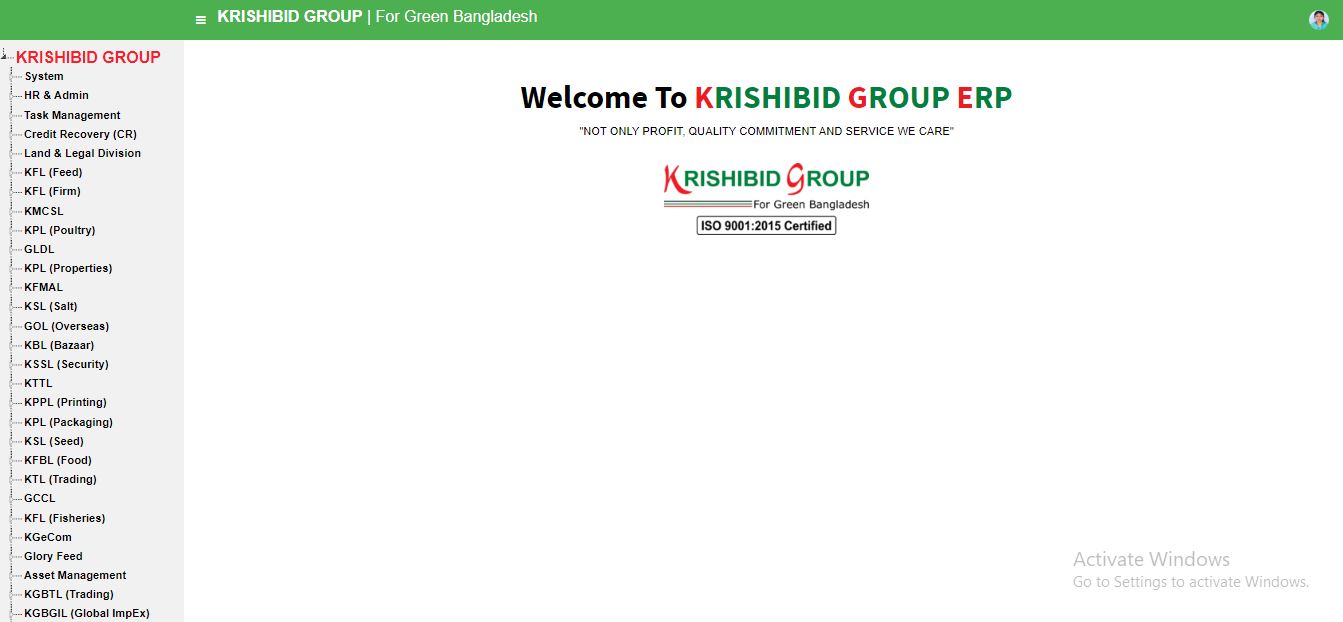 ≡ KRISHIBID GROUP | For Green Bangladesh
KRISHIBID GROUP
System
HR & Admin
Task Management
Credit Recovery (CR)
Land & Legal Division
KFL (Feed)
KFL (Firm)
KMCSL
KPL (Poultry)
GLDL
KPL (Properties)
KFMAL
KSL (Salt)
GOL (Overseas)
KBL (Bazaar)
KSSL (Security)
KTTL
KPPL (Printing)
KPL (Packaging)
KSL (Seed)
KFBL (Food)
KTL (Trading)
GCCL
KFL (Fisheries)
KGeCom
Glory Feed
Asset Management
KGBTL (Trading)
KGBGIL (Global ImpEx)
Welcome To KRISHIBID GROUP ERP
"NOT ONLY PROFIT, QUALITY COMMITMENT AND SERVICE WE CARE"
KRISHIBID GROUP
For Green Bangladesh
ISO 9001:2015 Certified
Activate Windows
Go to Settings to activate Windows.